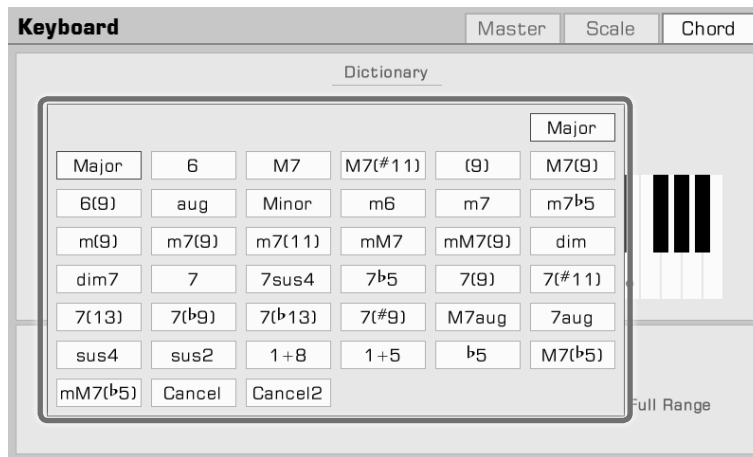 Keyboard Master Scale Chord
Dictionary
Major
Major 6 M7 M7(#11) (9) M7(9)
6(9) aug Minor m6 m7 m7♭5
m(9) m7(9) m7(11) mM7 mM7(9) dim
dim7 7 7sus4 7♭5 7(9) 7(#11)
7(13) 7(♭9) 7(♭13) 7(#9) M7aug 7aug
sus4 sus2 1+8 1+5 ♭5 M7(♭5)
mM7(♭5) Cancel Cancel2
Full Range